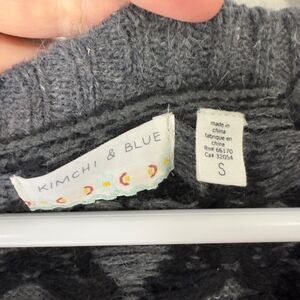 KIMCHI & BLUE
made in
china
fabriqué en
chine
Rn# 66170
Ca# 32054
S